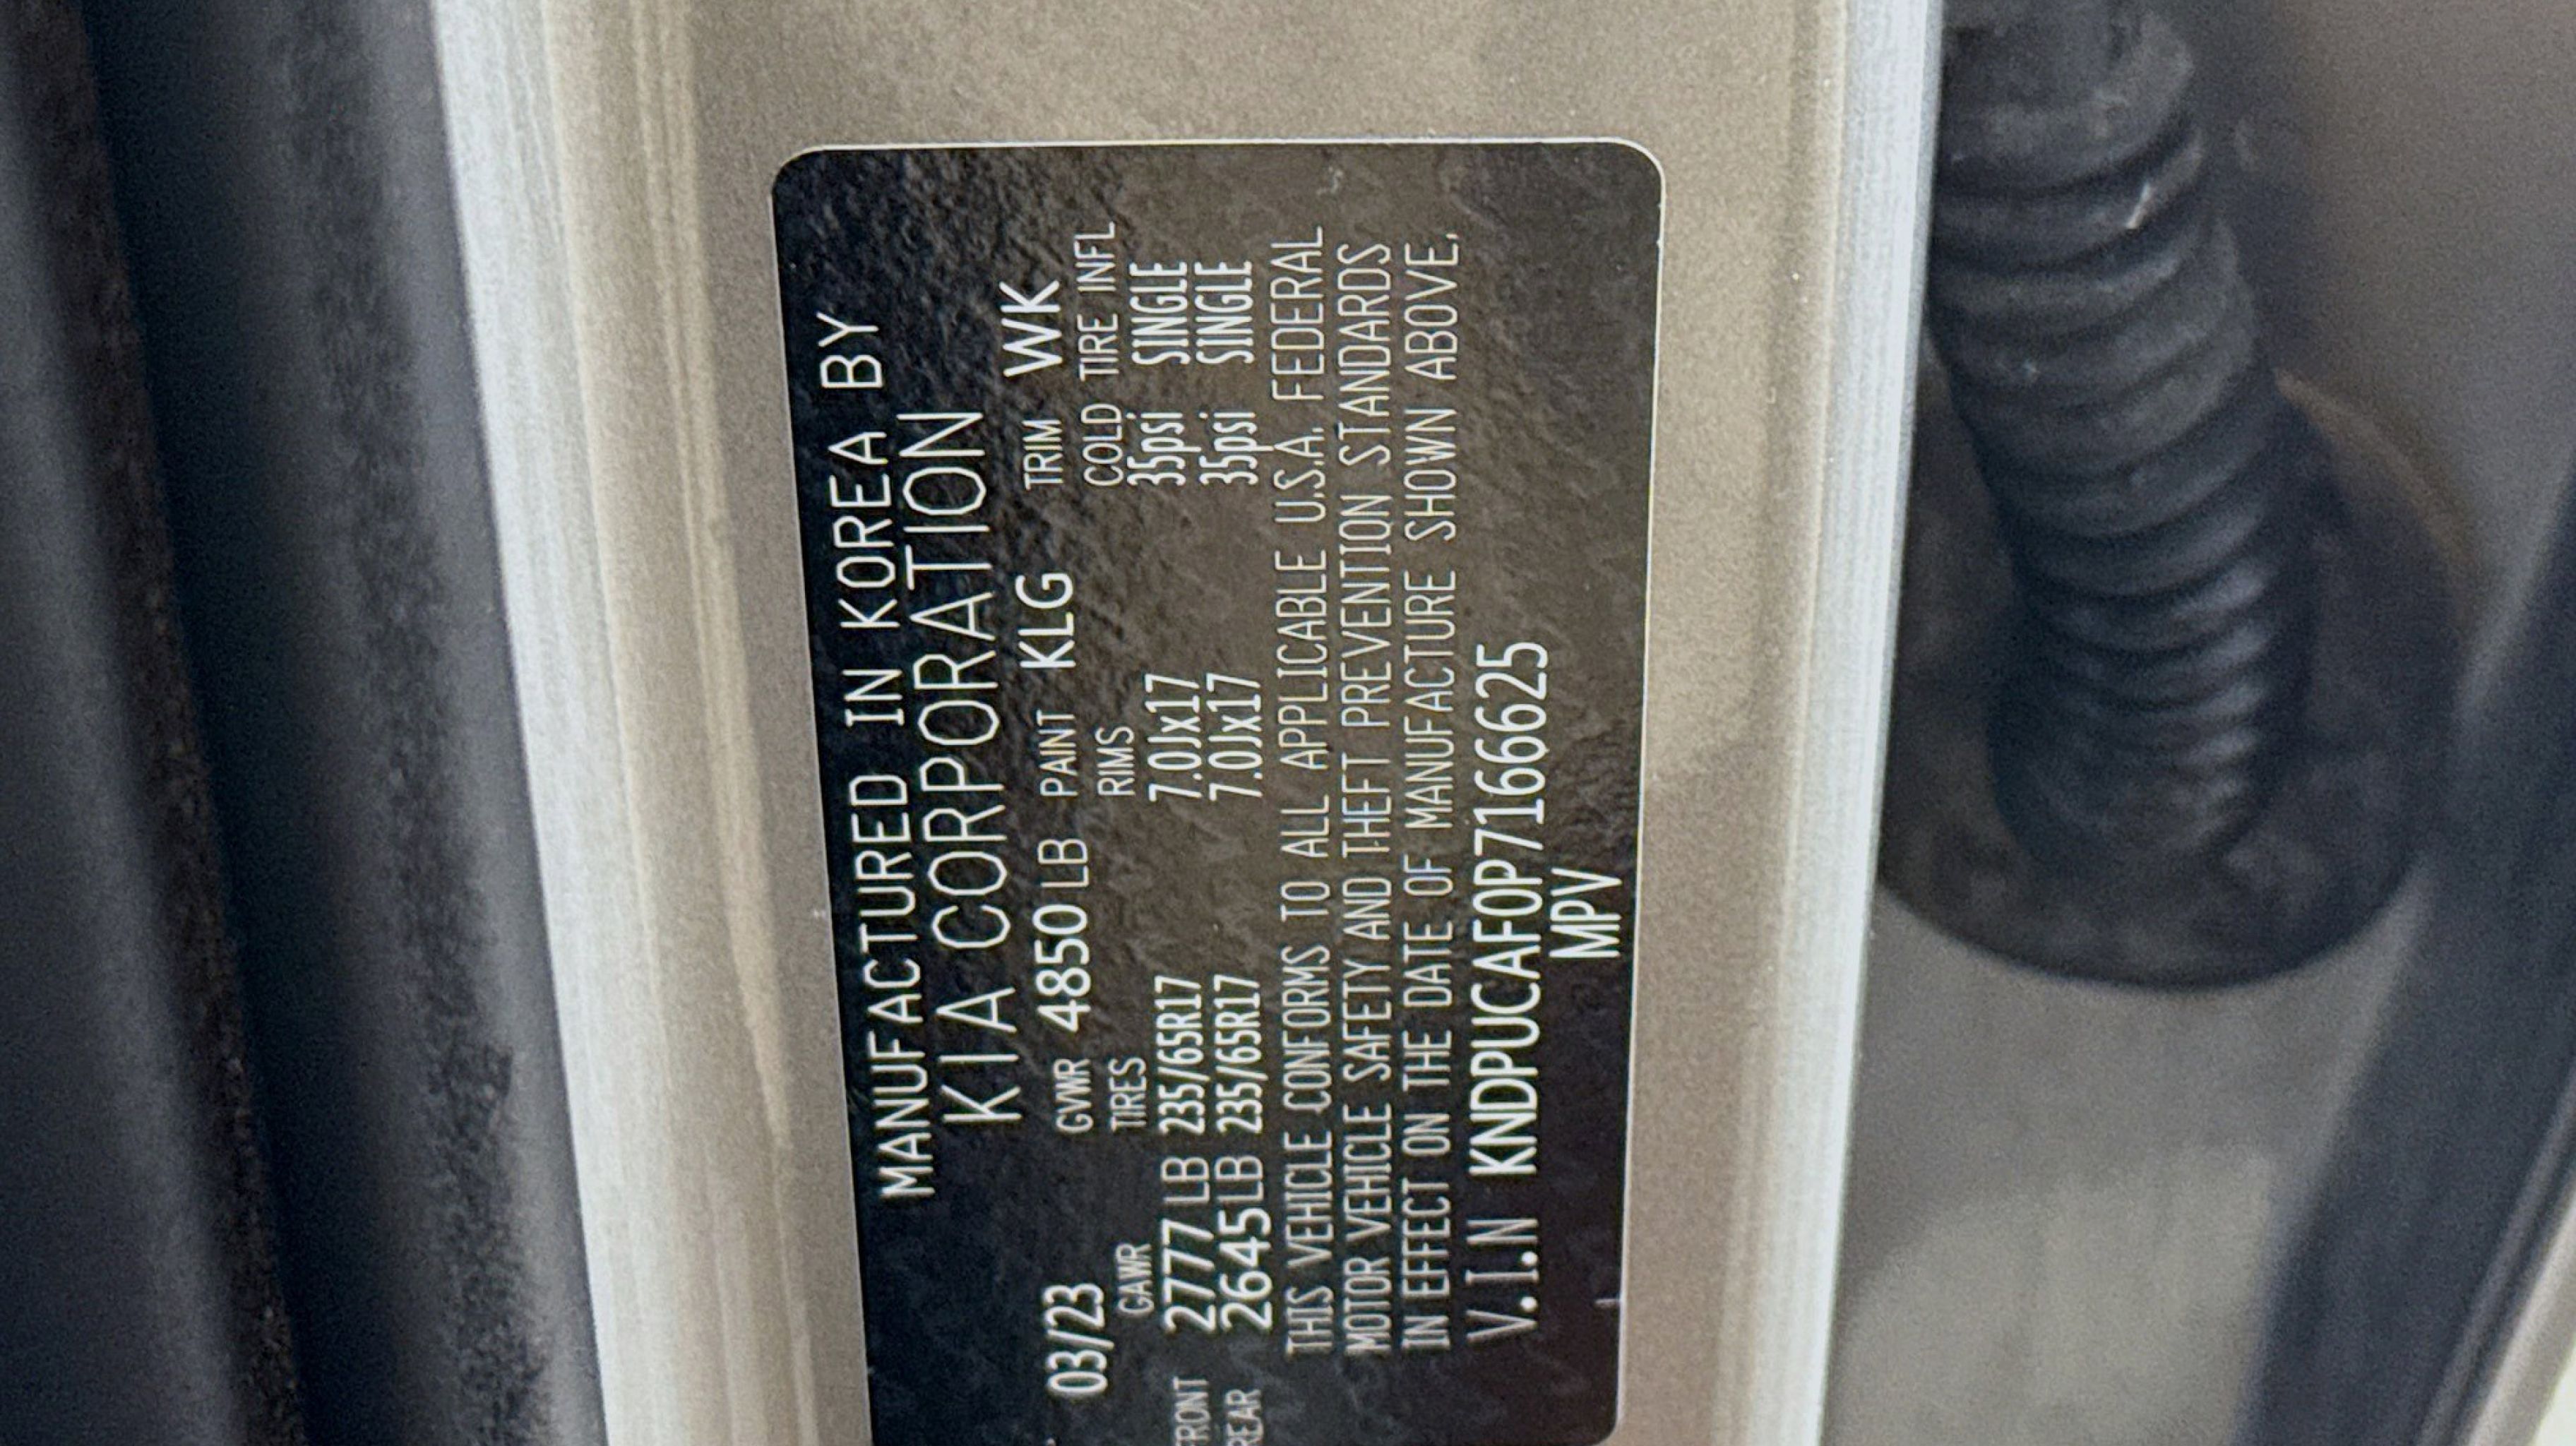 MANUFACTURED IN KOREA BY
KIA CORPORATION
03/23 GVWR 4850 LB PAINT KLG TRIM WK
GAWR TIRES RIMS COLD TIRE INFL
FRONT 2777 LB 235/65R17 7.0Jx17 35psi SINGLE
REAR 2645 LB 235/65R17 7.0Jx17 35psi SINGLE
THIS VEHICLE CONFORMS TO ALL APPLICABLE U.S.A. FEDERAL
MOTOR VEHICLE SAFETY AND THEFT PREVENTION STANDARDS
IN EFFECT ON THE DATE OF MANUFACTURE SHOWN ABOVE.
V.I.N KNDPUCAF0P7166625
MPV